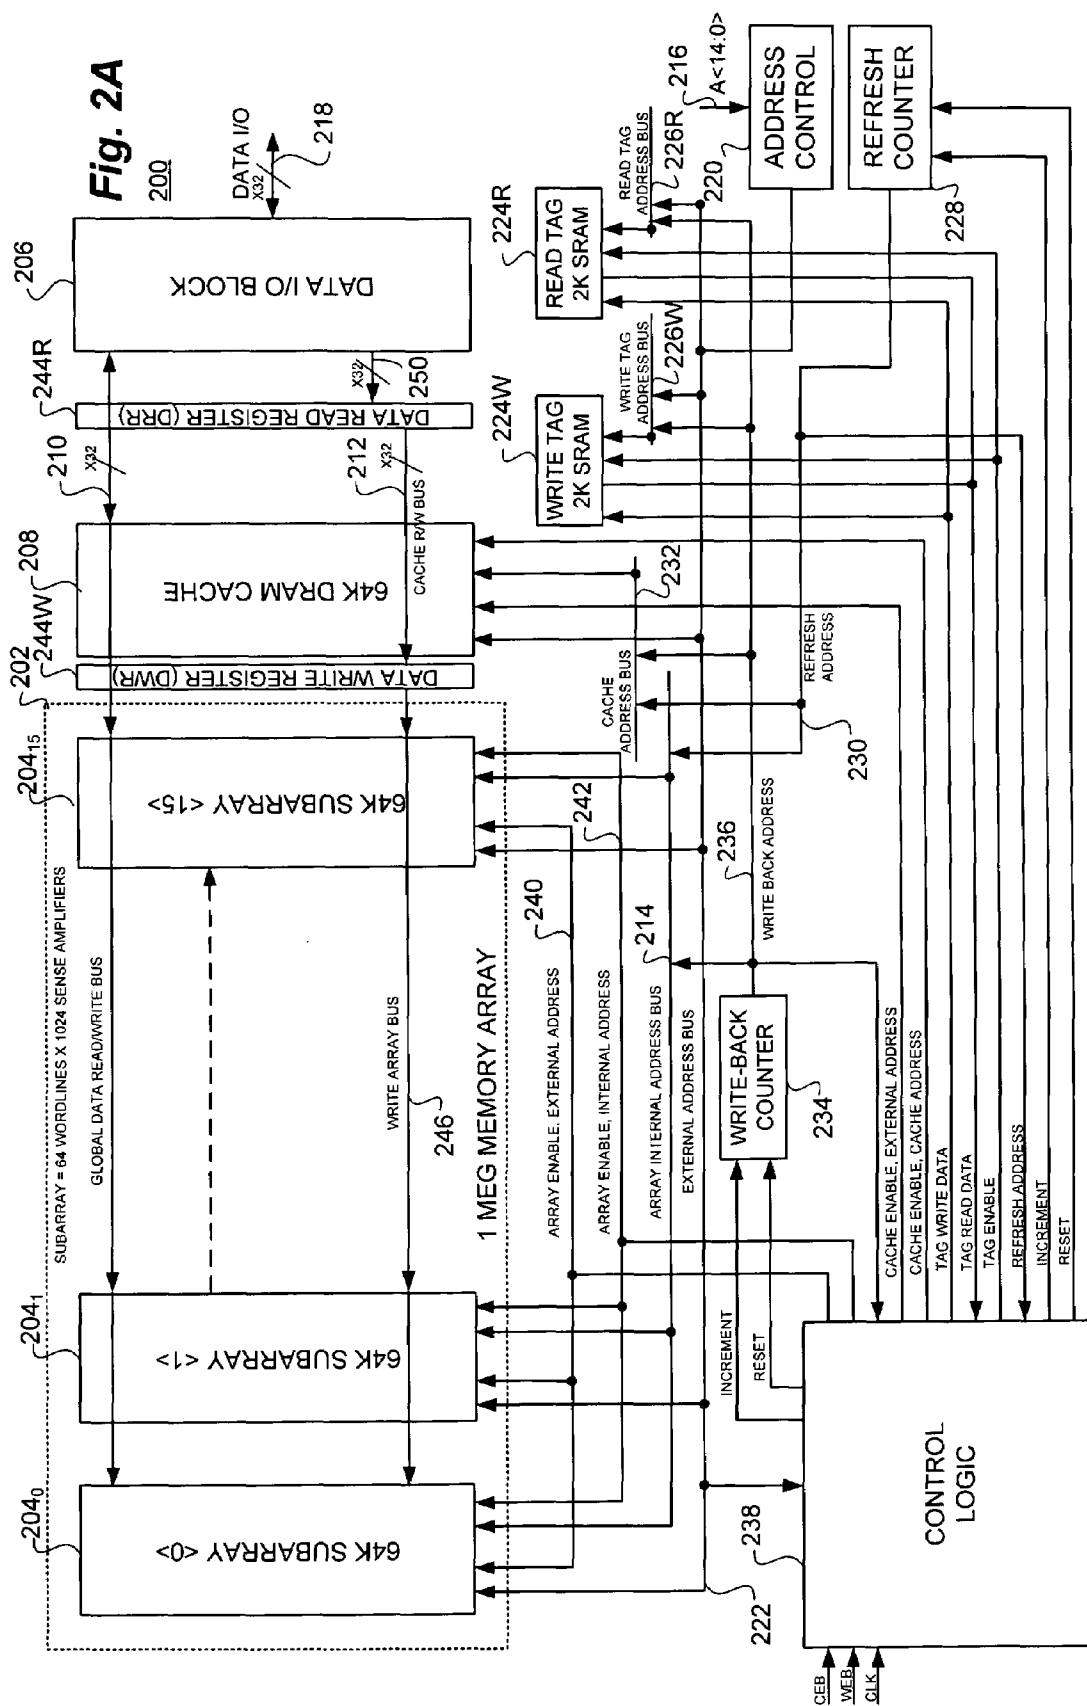 Fig. 2A
200
SUBARRAY = 64 WORDLINES X 1024 SENSE AMPLIFIERS
202
204₀
204₁
204₁₅
244W
208
210
244R
206
DATA I/O
X32
218
GLOBAL DATA READ/WRITE BUS
64K SUBARRAY <0>
64K SUBARRAY <1>
64K SUBARRAY <15>
DATA WRITE REGISTER (DWR)
64K DRAM CACHE
X32
DATA READ REGISTER (DRR)
DATA I/O BLOCK
WRITE ARRAY BUS
246
CACHE R/W BUS
212
X32
X32
250
1 MEG MEMORY ARRAY
ARRAY ENABLE, EXTERNAL ADDRESS
240
ARRAY ENABLE, INTERNAL ADDRESS
242
ARRAY INTERNAL ADDRESS BUS
214
EXTERNAL ADDRESS BUS
222
CACHE
ADDRESS BUS
232
224W
WRITE TAG
2K SRAM
WRITE TAG
ADDRESS BUS
226W
224R
READ TAG
2K SRAM
READ TAG
ADDRESS BUS
226R
216
A<14:0>
220
ADDRESS
CONTROL
REFRESH
COUNTER
228
WRITE BACK ADDRESS
236
REFRESH
ADDRESS
230
WRITE-BACK
COUNTER
234
INCREMENT
RESET
238
CONTROL
LOGIC
CEB
WEB
CLK
CACHE ENABLE, EXTERNAL ADDRESS
CACHE ENABLE, CACHE ADDRESS
TAG WRITE DATA
TAG READ DATA
TAG ENABLE
REFRESH ADDRESS
INCREMENT
RESET